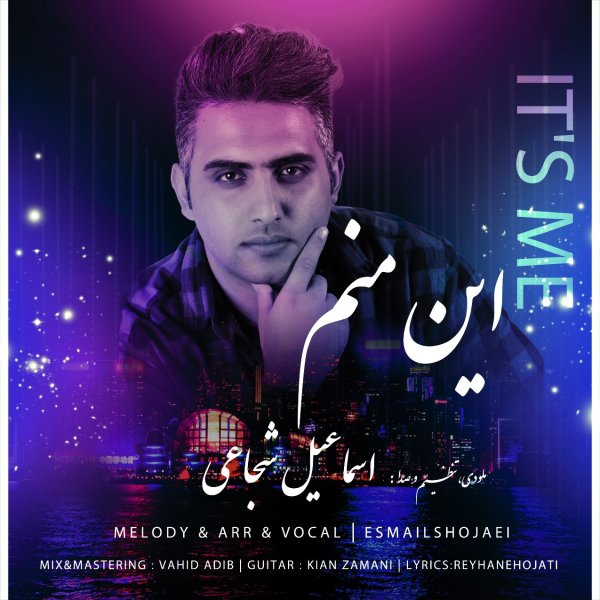 IT'S ME
این منم
ملودی، تنظیم و صدا : اسماعیل شجاعی
MELODY & ARR & VOCAL | ESMAILSHOJAEI
MIX&MASTERING : VAHID ADIB | GUITAR : KIAN ZAMANI | LYRICS:REYHANEHOJATI